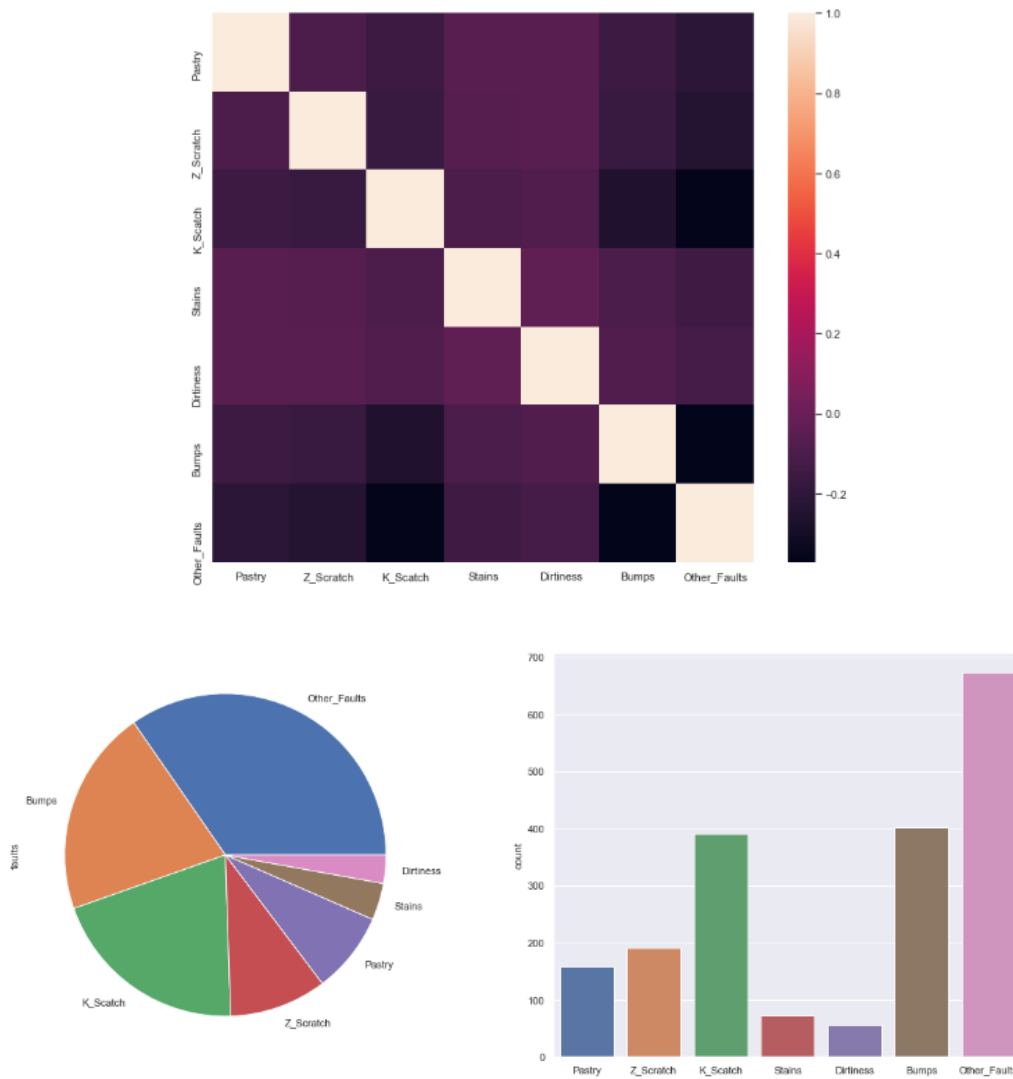 1.0
0.8
0.6
0.4
0.2
0.0
−0.2
Pastry
Z_Scratch
K_Scatch
Stains
Dirtiness
Bumps
Other_Faults
Pastry Z_Scratch K_Scatch Stains Dirtiness Bumps Other_Faults
Other_Faults
Bumps
faults
Dirtiness
Stains
Pastry
K_Scatch
Z_Scratch
700
600
500
400
300
200
100
0
count
Pastry Z_Scratch K_Scatch Stains Dirtiness Bumps Other_Faults